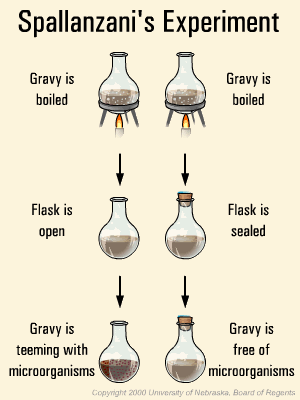 Spallanzani's Experiment
Gravy is
boiled
Gravy is
boiled
Flask is
open
Flask is
sealed
Gravy is
teeming with
microorganisms
Gravy is
free of
microorganisms
Copyright 2000 University of Nebraska, Board of Regents